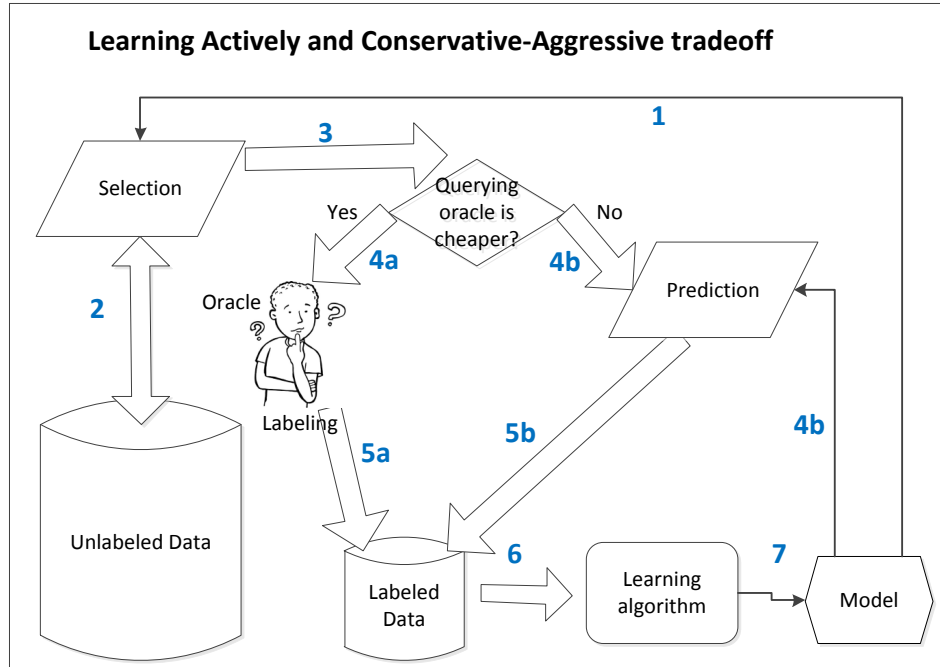 Learning Actively and Conservative-Aggressive tradeoff
1
3
Selection
Querying
oracle is
cheaper?
Yes
No
4a
4b
2
Oracle
Prediction
?
?
Labeling
5a
5b
4b
Unlabeled Data
6
7
Labeled
Data
Learning
algorithm
Model